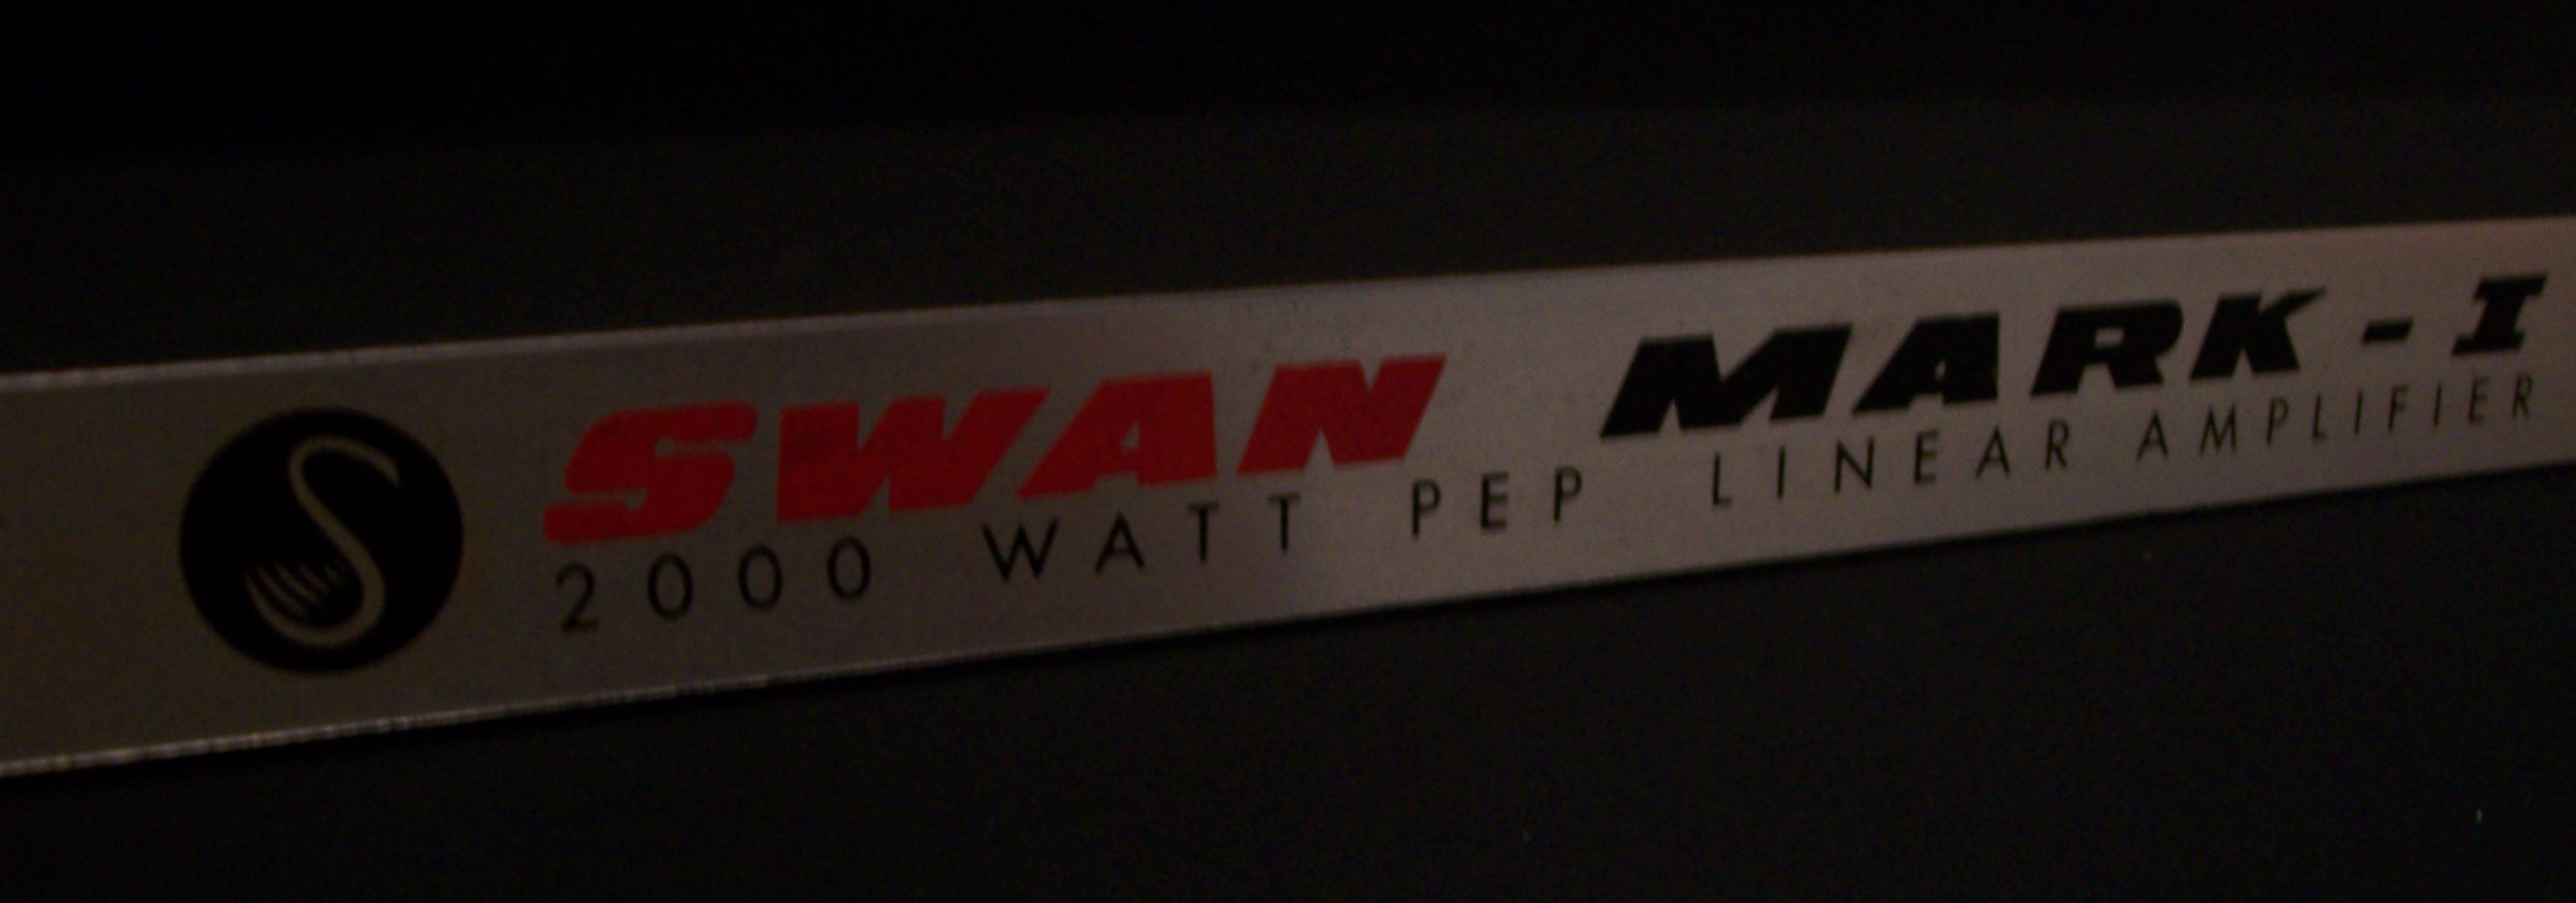 SWAN MARK-I
2000 WATT PEP LINEAR AMPLIFIER